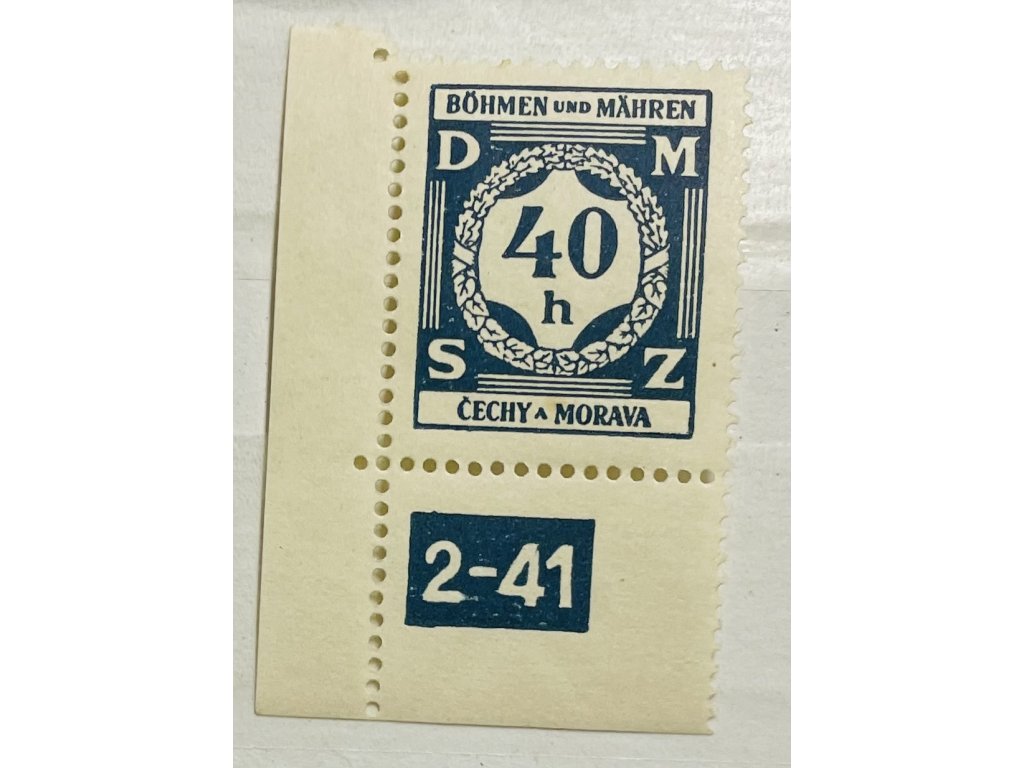 BÖHMEN UND MÄHREN
D M
40
h
S Z
ČECHY A MORAVA
2-41